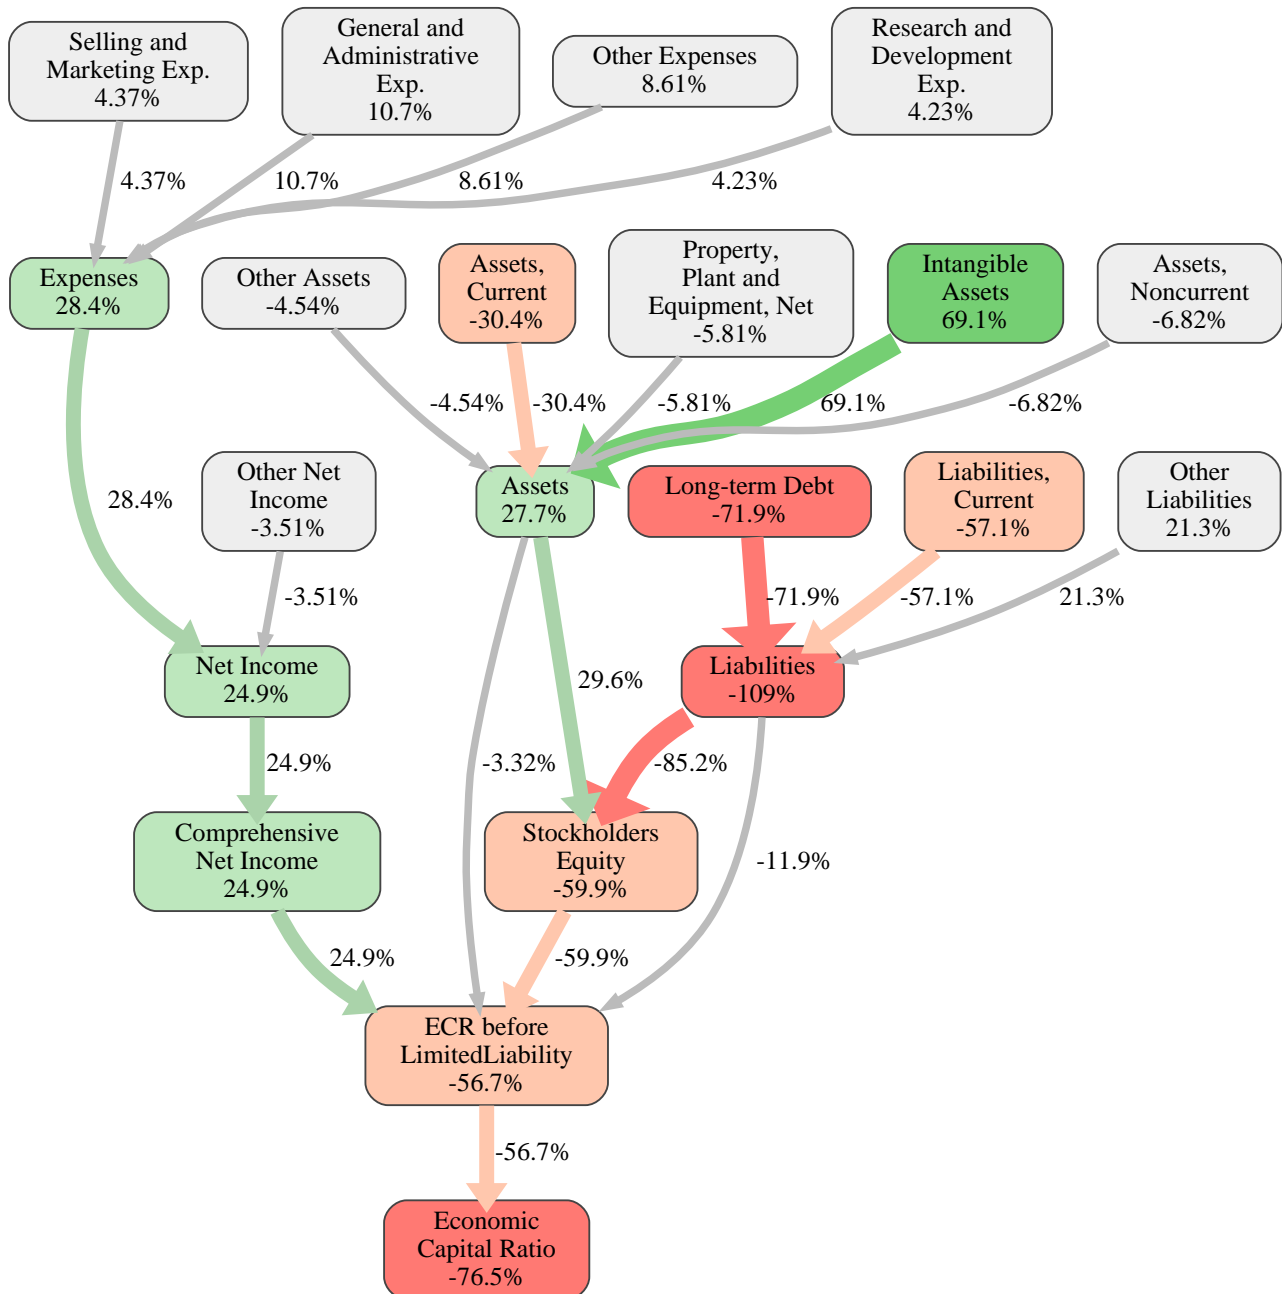 Selling and
Marketing Exp.
4.37%
General and
Administrative
Exp.
10.7%
Other Expenses
8.61%
Research and
Development
Exp.
4.23%
4.37%
10.7%
8.61%
4.23%
Expenses
28.4%
Other Assets
-4.54%
Assets,
Current
-30.4%
Property,
Plant and
Equipment, Net
-5.81%
Intangible
Assets
69.1%
Assets,
Noncurrent
-6.82%
-4.54%
-30.4%
-5.81%
69.1%
-6.82%
28.4%
Other Net
Income
-3.51%
Assets
27.7%
Long-term Debt
-71.9%
Liabilities,
Current
-57.1%
Other
Liabilities
21.3%
-3.51%
-71.9%
-57.1%
21.3%
Net Income
24.9%
29.6%
Liabilities
-109%
24.9%
-3.32%
-85.2%
Comprehensive
Net Income
24.9%
Stockholders
Equity
-59.9%
-11.9%
24.9%
-59.9%
ECR before
LimitedLiability
-56.7%
-56.7%
Economic
Capital Ratio
-76.5%